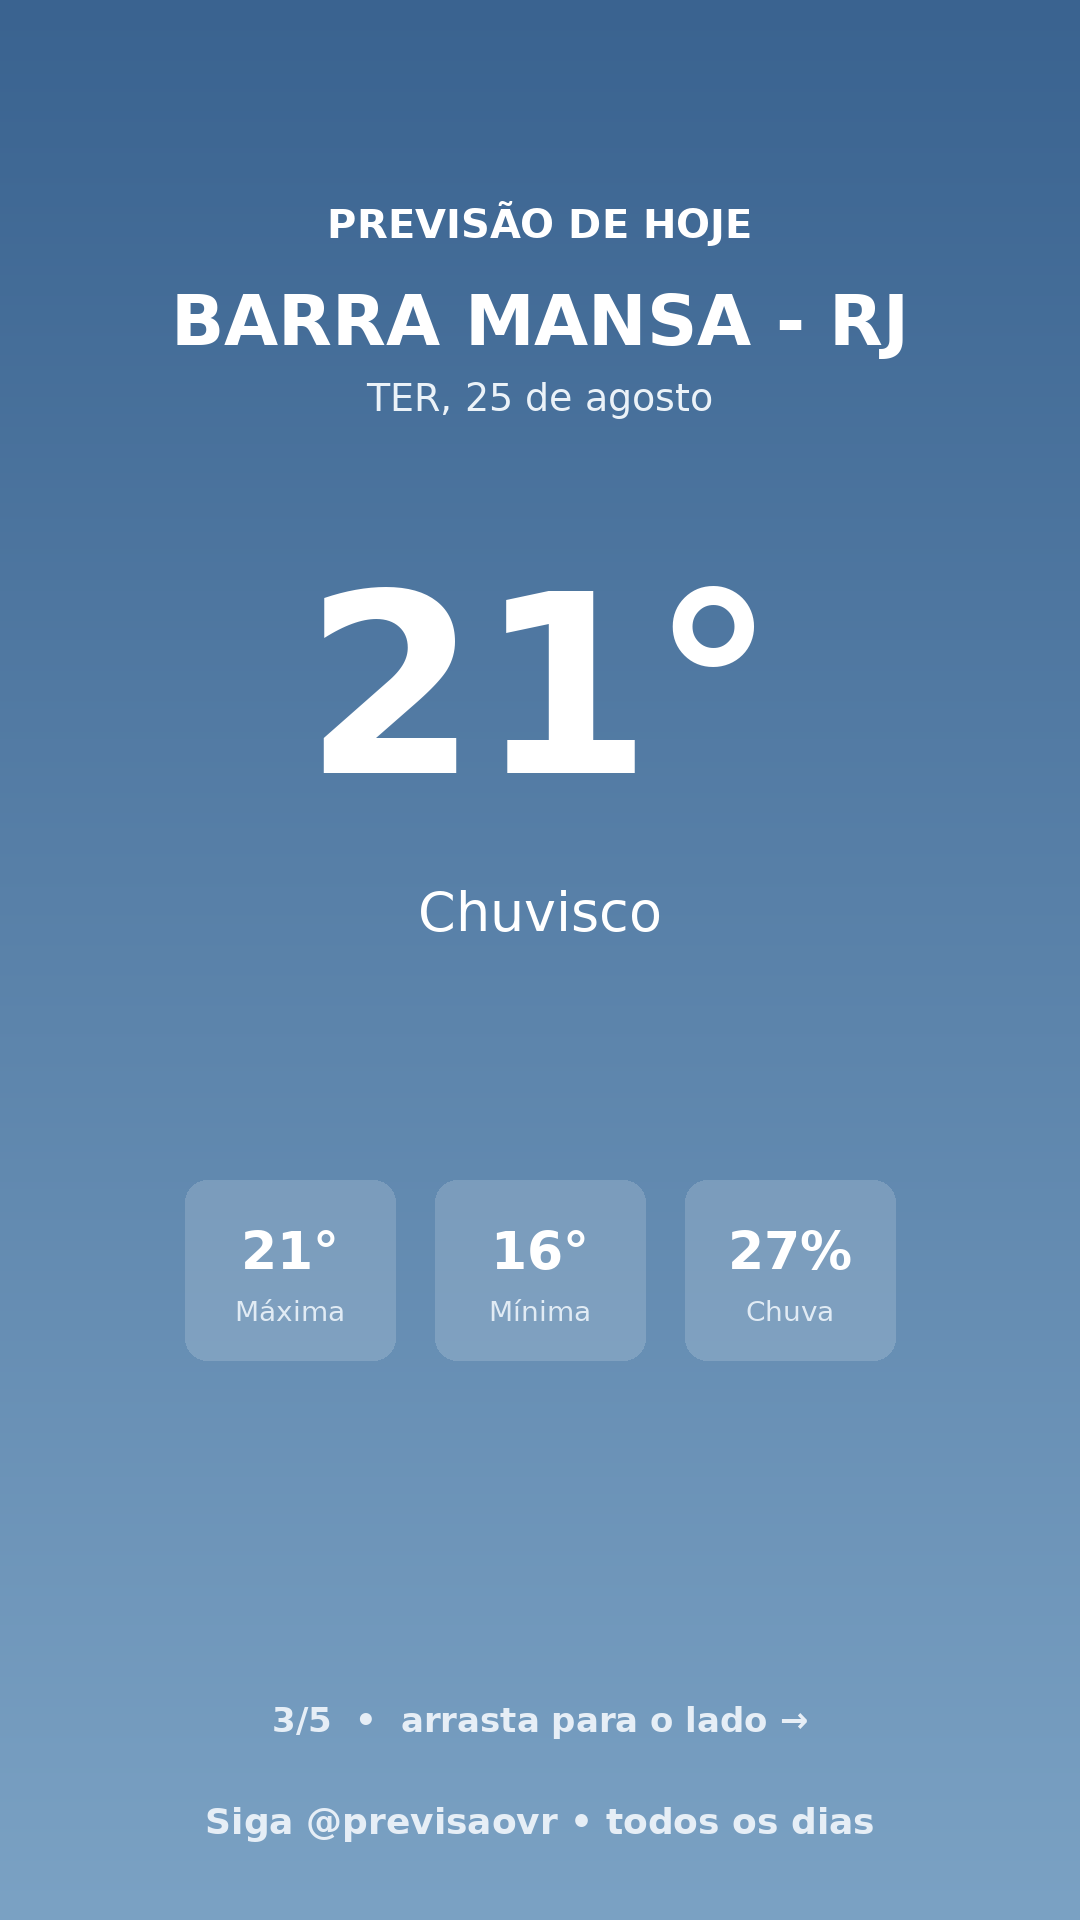 PREVISÃO DE HOJE
BARRA MANSA - RJ
TER, 25 de agosto
21°
Chuvisco
21° 16° 27%
Máxima Mínima Chuva
3/5 • arrasta para o lado →
Siga @previsaovr • todos os dias